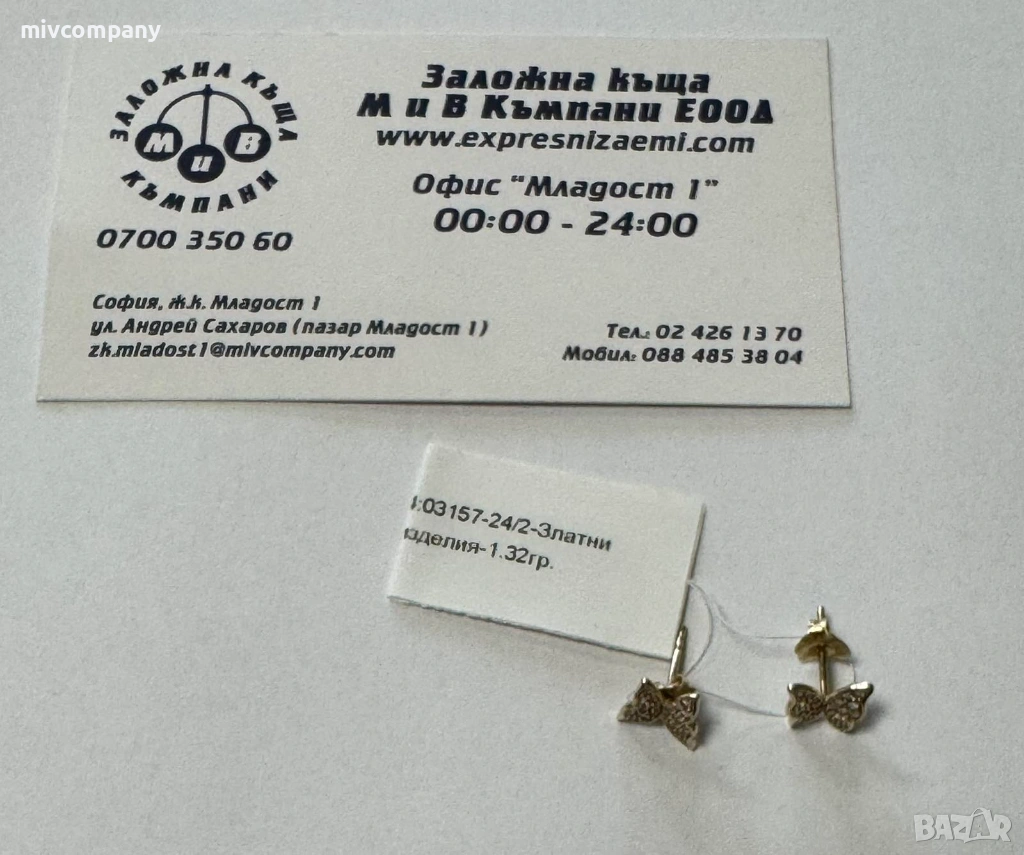 mivcompany
ЗАЛОЖНА КЪЩА
М и В
КЪМПАНИ
0700 350 60
Заложна къща
М и В Къмпани ЕООД
www.expresnizaemi.com
Офис "Младост 1"
00:00 - 24:00
София, ж.к. Младост 1
ул. Андрей Сахаров (пазар Младост 1)
zk.mladost1@mivcompany.com
Тел.: 02 426 13 70
Мобил: 088 485 38 04
:03157-24/2-Златни
изделия-1.32гр.
BAZAR